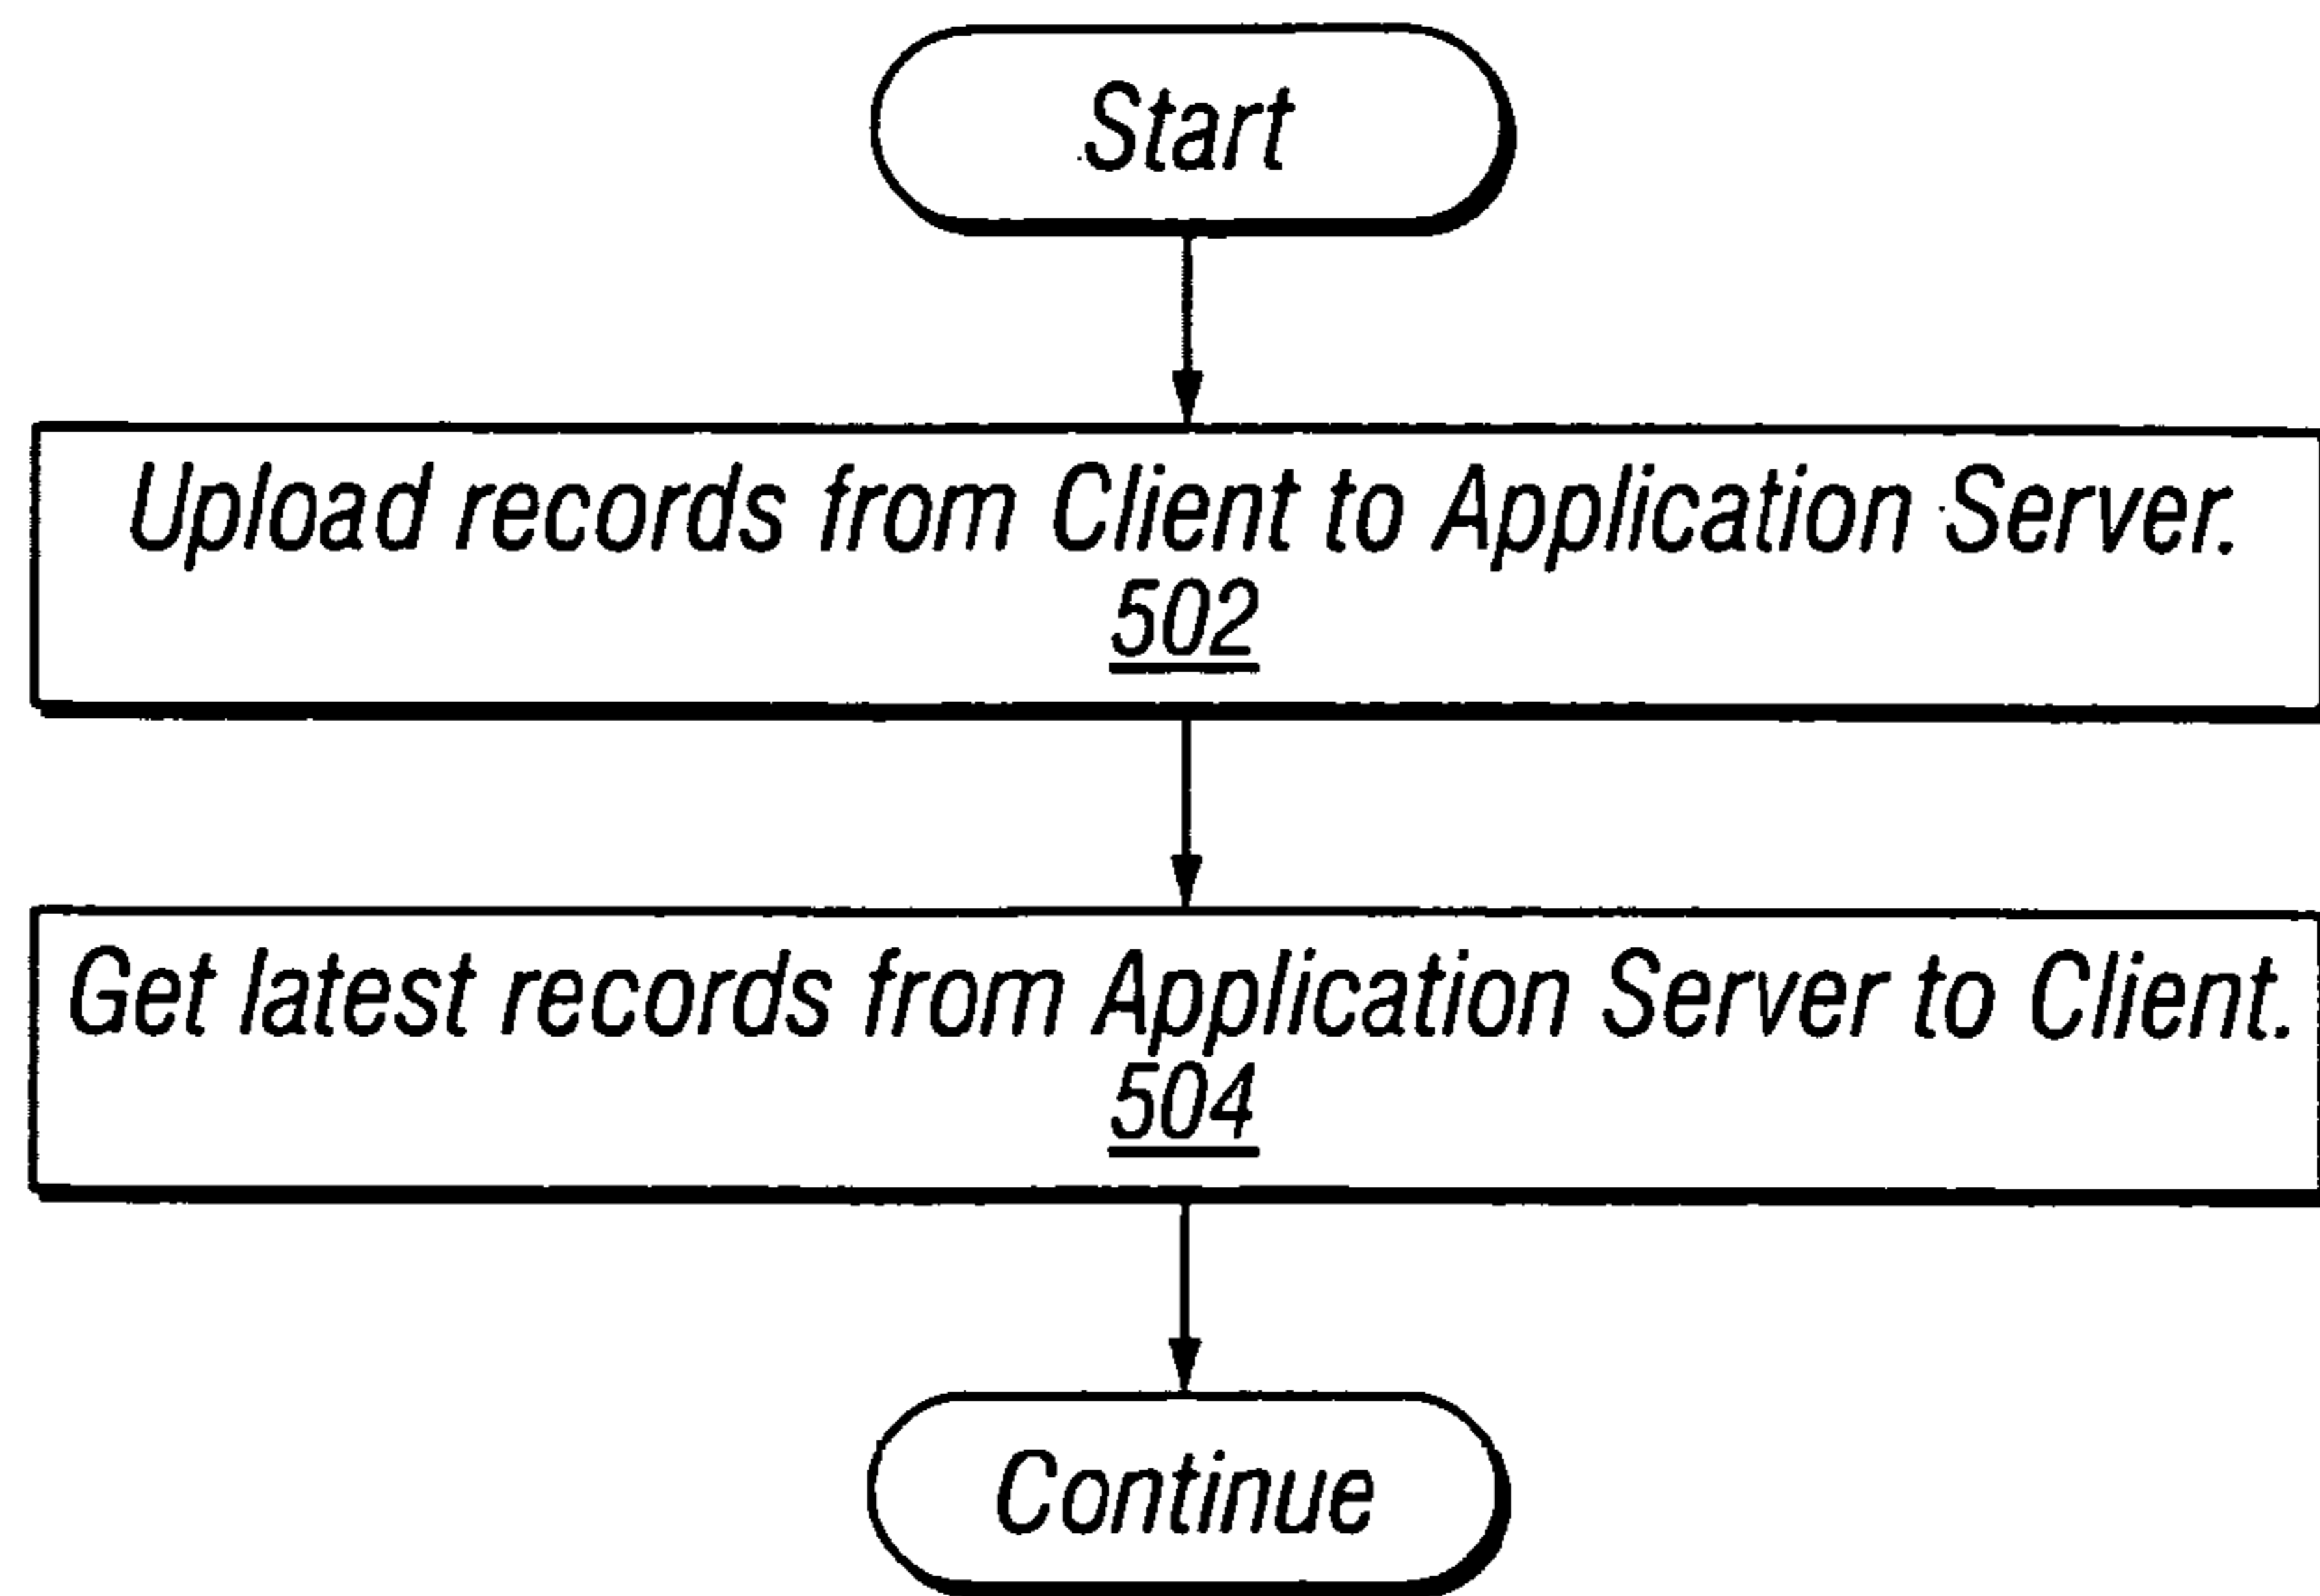 Start
Upload records from Client to Application Server.
502
Get latest records from Application Server to Client.
504
Continue